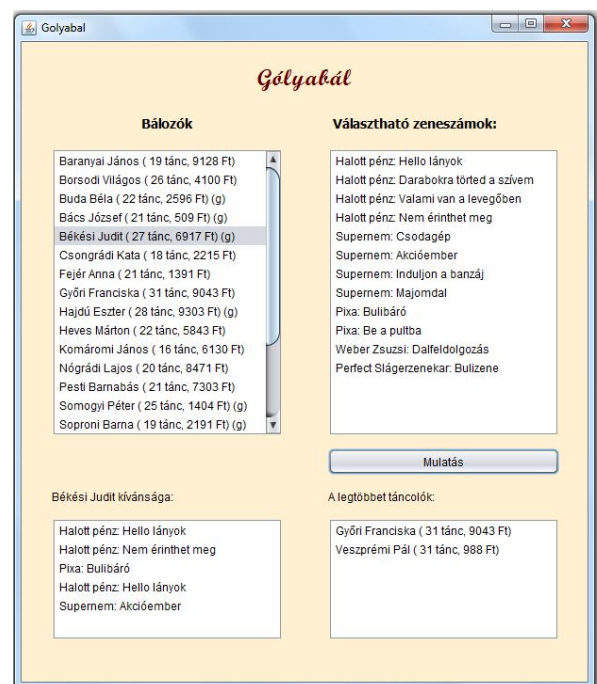 Golyabal
Gólyabál
Bálozók
Baranyai János ( 19 tánc, 9128 Ft)
Borsodi Világos ( 26 tánc, 4100 Ft)
Buda Béla ( 22 tánc, 2596 Ft) (g)
Bács József ( 21 tánc, 509 Ft) (g)
Békési Judit ( 27 tánc, 6917 Ft) (g)
Csongrádi Kata ( 18 tánc, 2215 Ft)
Fejér Anna ( 21 tánc, 1391 Ft)
Győri Franciska ( 31 tánc, 9043 Ft)
Hajdú Eszter ( 28 tánc, 9303 Ft) (g)
Heves Márton ( 22 tánc, 5843 Ft)
Komáromi János ( 16 tánc, 6130 Ft)
Nógrádi Lajos ( 20 tánc, 8471 Ft)
Pesti Barnabás ( 21 tánc, 7303 Ft)
Somogyi Péter ( 25 tánc, 1404 Ft) (g)
Soproni Barna ( 19 tánc, 2191 Ft) (g)
Választható zeneszámok:
Halott pénz: Hello lányok
Halott pénz: Darabokra törted a szívem
Halott pénz: Valami van a levegőben
Halott pénz: Nem érinthet meg
Supernem: Csodagép
Supernem: Akcióember
Supernem: Induljon a banzáj
Supernem: Majomdal
Pixa: Bulibáró
Pixa: Be a pultba
Weber Zsuzsi: Dalfeldolgozás
Perfect Slágerzenekar: Bulizene
Mulatás
Békési Judit kívánsága:
Halott pénz: Hello lányok
Halott pénz: Nem érinthet meg
Pixa: Bulibáró
Halott pénz: Hello lányok
Supernem: Akcióember
A legtöbbet táncolók:
Győri Franciska ( 31 tánc, 9043 Ft)
Veszprémi Pál ( 31 tánc, 988 Ft)